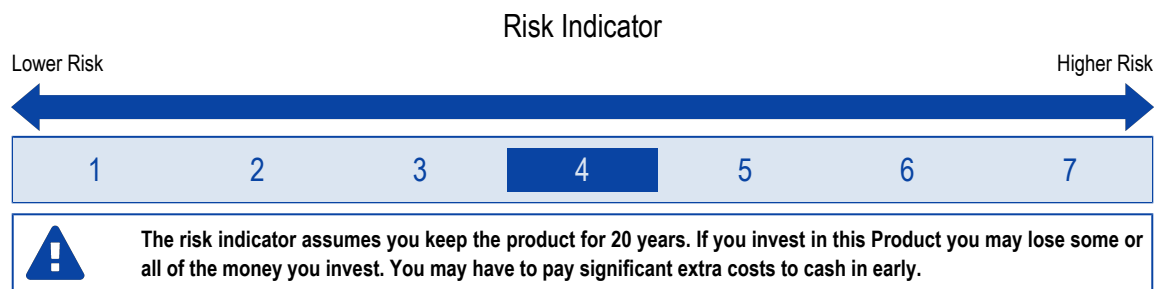 Risk Indicator
Lower Risk Higher Risk
1 2 3 4 5 6 7
The risk indicator assumes you keep the product for 20 years. If you invest in this Product you may lose some or
all of the money you invest. You may have to pay significant extra costs to cash in early.